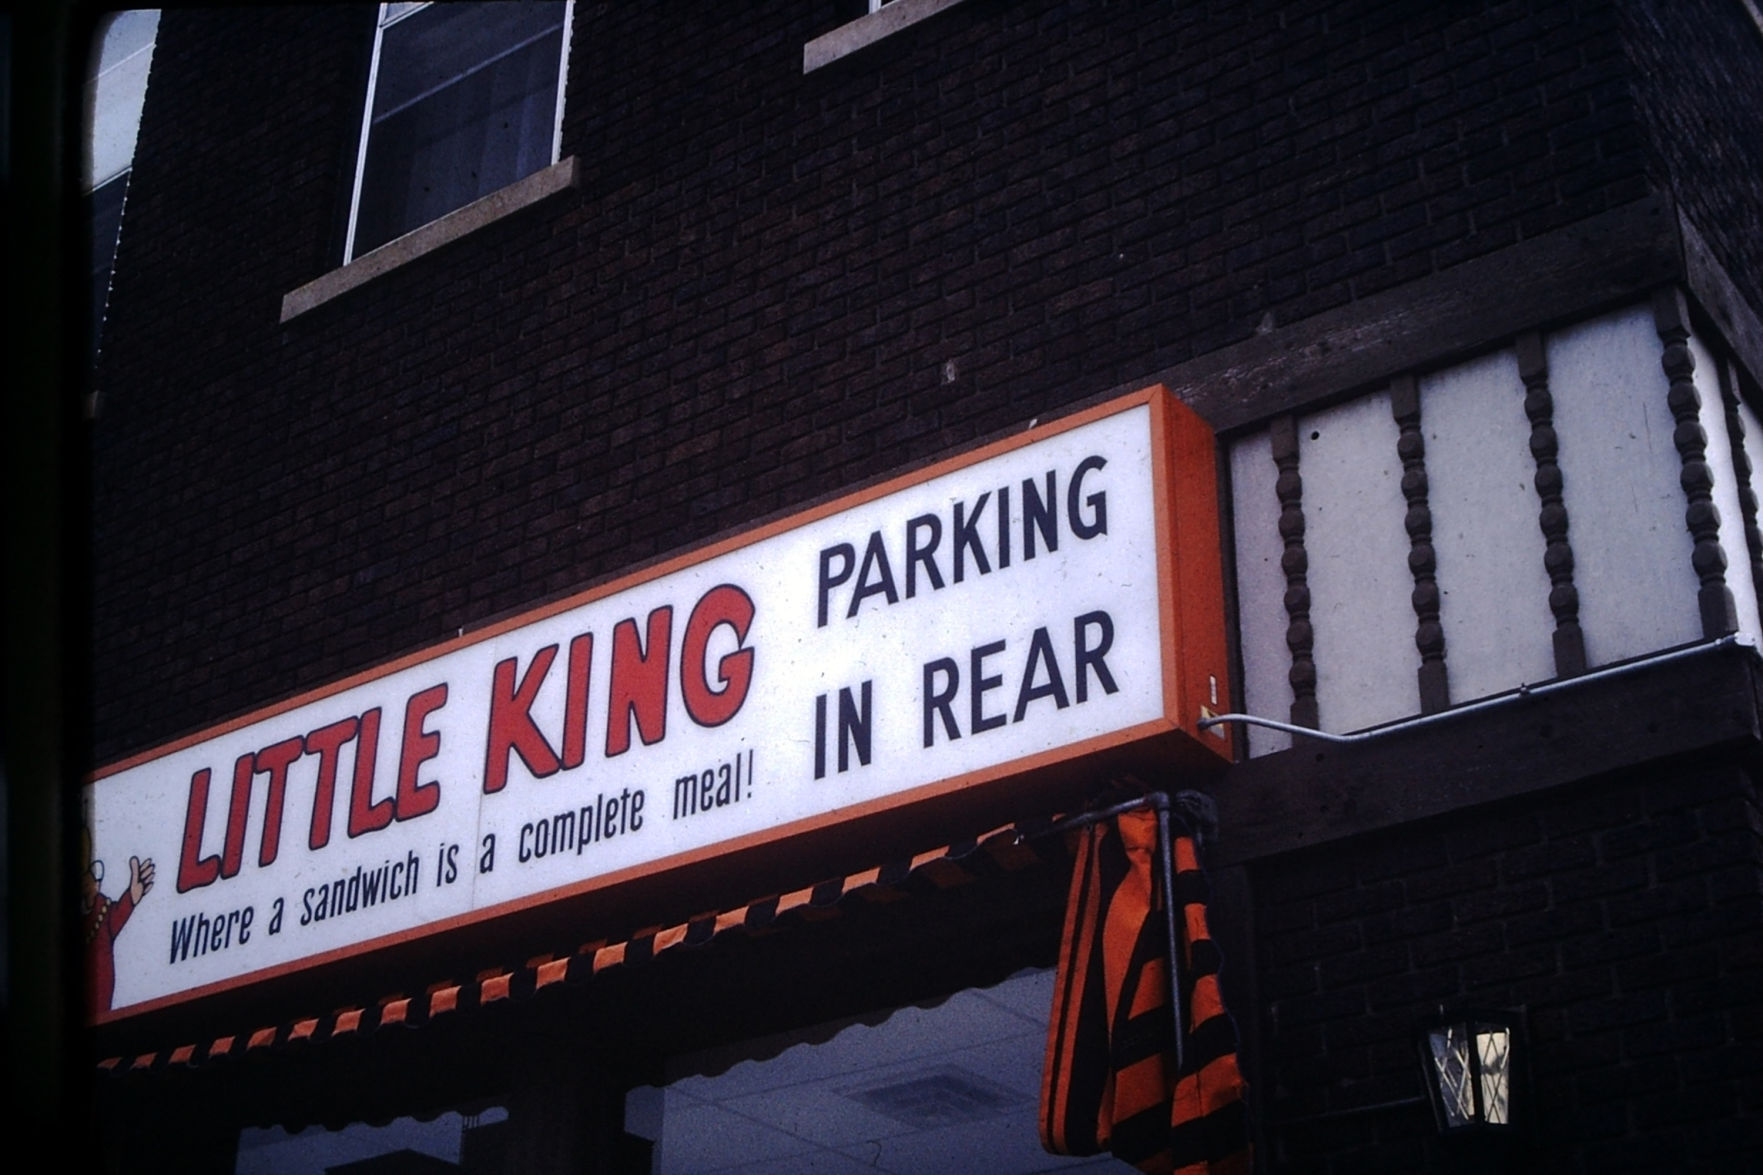 LITTLE KING
Where a sandwich is a complete meal!
PARKING
IN REAR